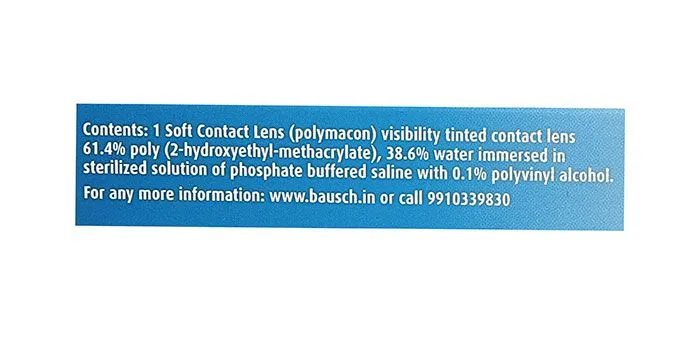 Contents: 1 Soft Contact Lens (polymacon) visibility tinted contact lens
61.4% poly (2-hydroxyethyl-methacrylate), 38.6% water immersed in
sterilized solution of phosphate buffered saline with 0.1% polyvinyl alcohol.
For any more information: www.bausch.in or call 9910339830